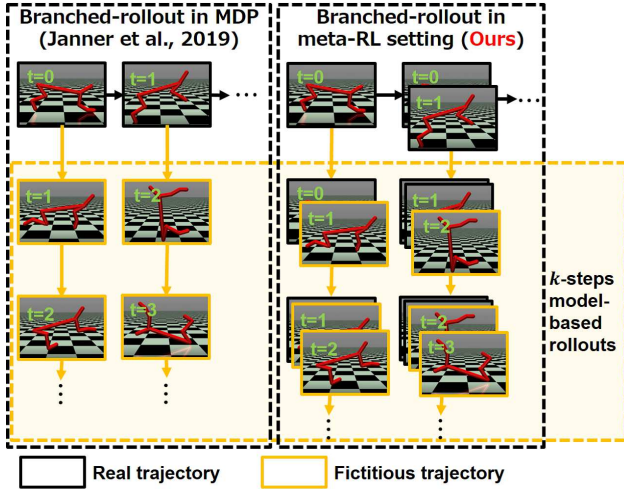 Branched-rollout in MDP
(Janner et al., 2019)
Branched-rollout in
meta-RL setting (Ours)
t=0
t=1
t=0
t=0
t=1
t=1
t=2
t=0
t=1
t=1
t=2
t=2
t=3
t=1
t=2
t=2
t=3
k-steps
model-
based
rollouts
Real trajectory
Fictitious trajectory